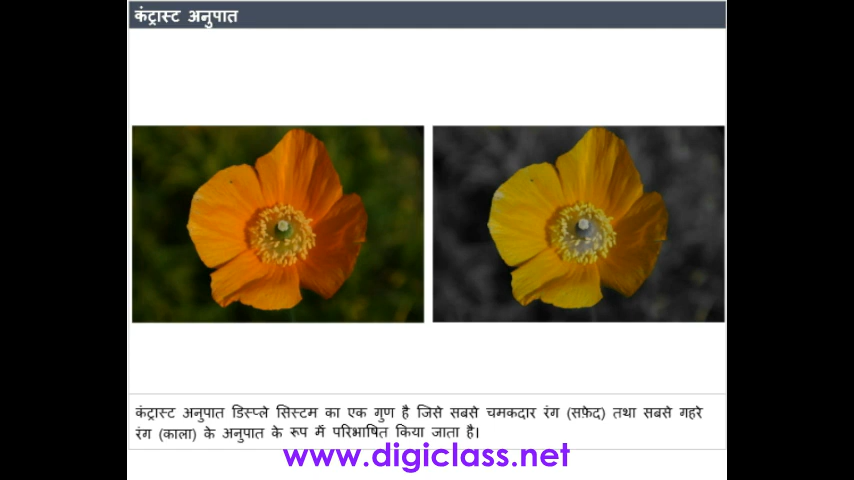 कंट्रास्ट अनुपात
कंट्रास्ट अनुपात डिस्प्ले सिस्टम का एक गुण है जिसे सबसे चमकदार रंग (सफ़ेद) तथा सबसे गहरे
रंग (काला) के अनुपात के रूप में परिभाषित किया जाता है।
www.digiclass.net